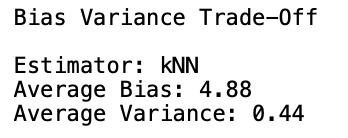 Bias Variance Trade-Off
Estimator: kNN
Average Bias: 4.88
Average Variance: 0.44